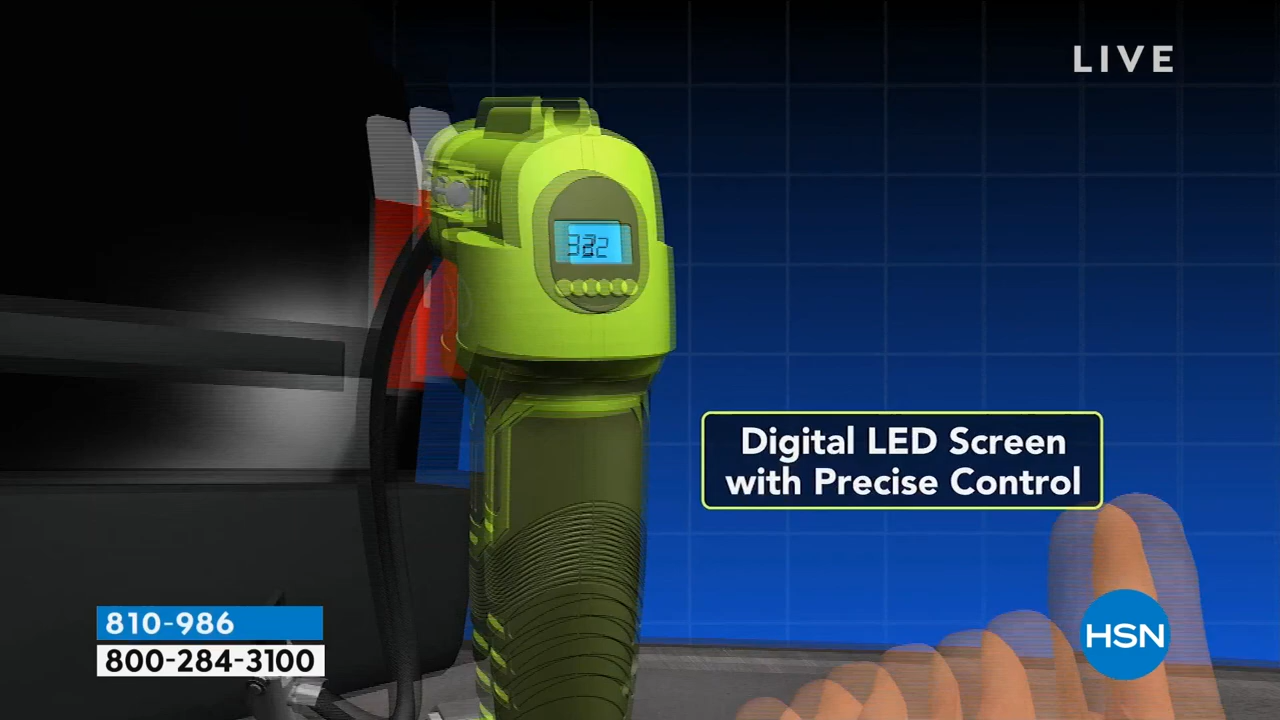 LIVE
Digital LED Screen
with Precise Control
810-986
800-284-3100
HSN